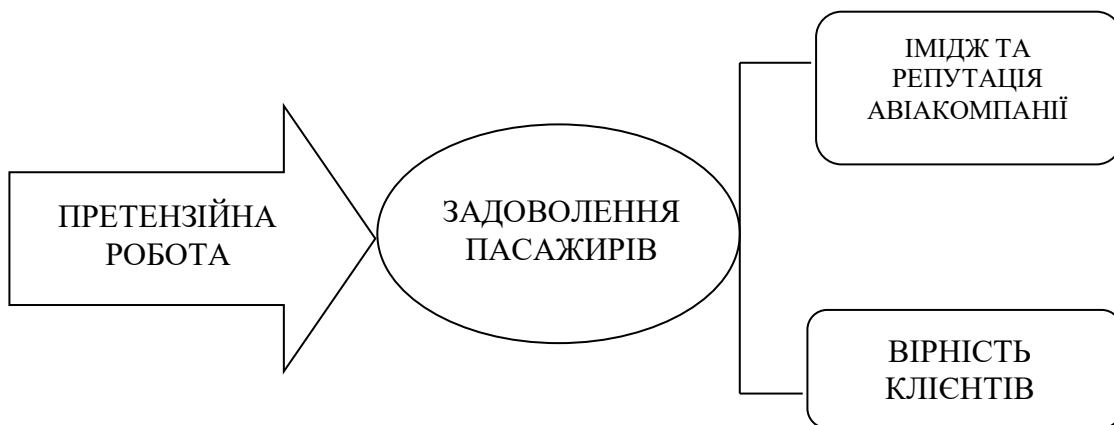 ПРЕТЕНЗІЙНА
РОБОТА
ЗАДОВОЛЕННЯ
ПАСАЖИРІВ
ІМІДЖ ТА
РЕПУТАЦІЯ
АВІАКОМПАНІЇ
ВІРНІСТЬ
КЛІЄНТІВ